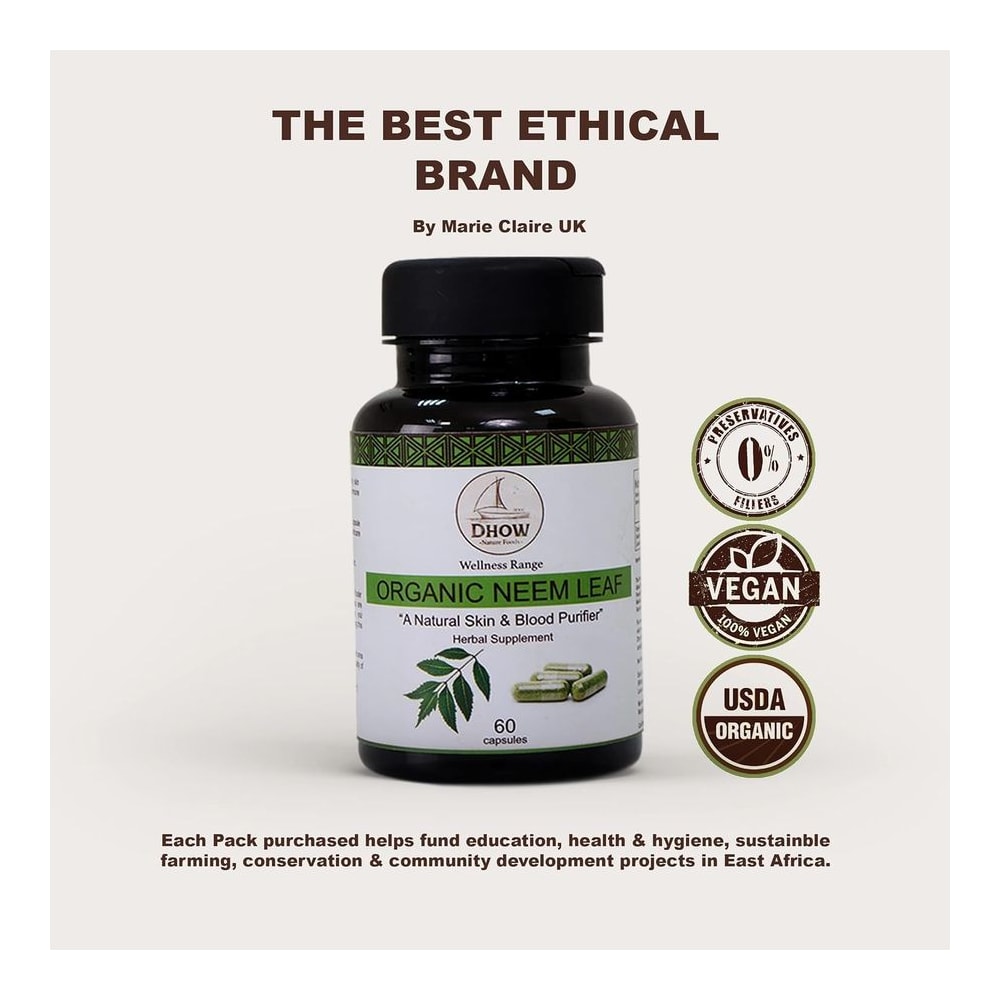 THE BEST ETHICAL
BRAND
By Marie Claire UK
DHOW
-Nature Foods-
Wellness Range
ORGANIC NEEM LEAF
"A Natural Skin & Blood Purifier"
Herbal Supplement
60
capsules
PRESERVATIVES
0%
FILLERS
VEGAN
100% VEGAN
USDA
ORGANIC
Each Pack purchased helps fund education, health & hygiene, sustainble
farming, conservation & community development projects in East Africa.